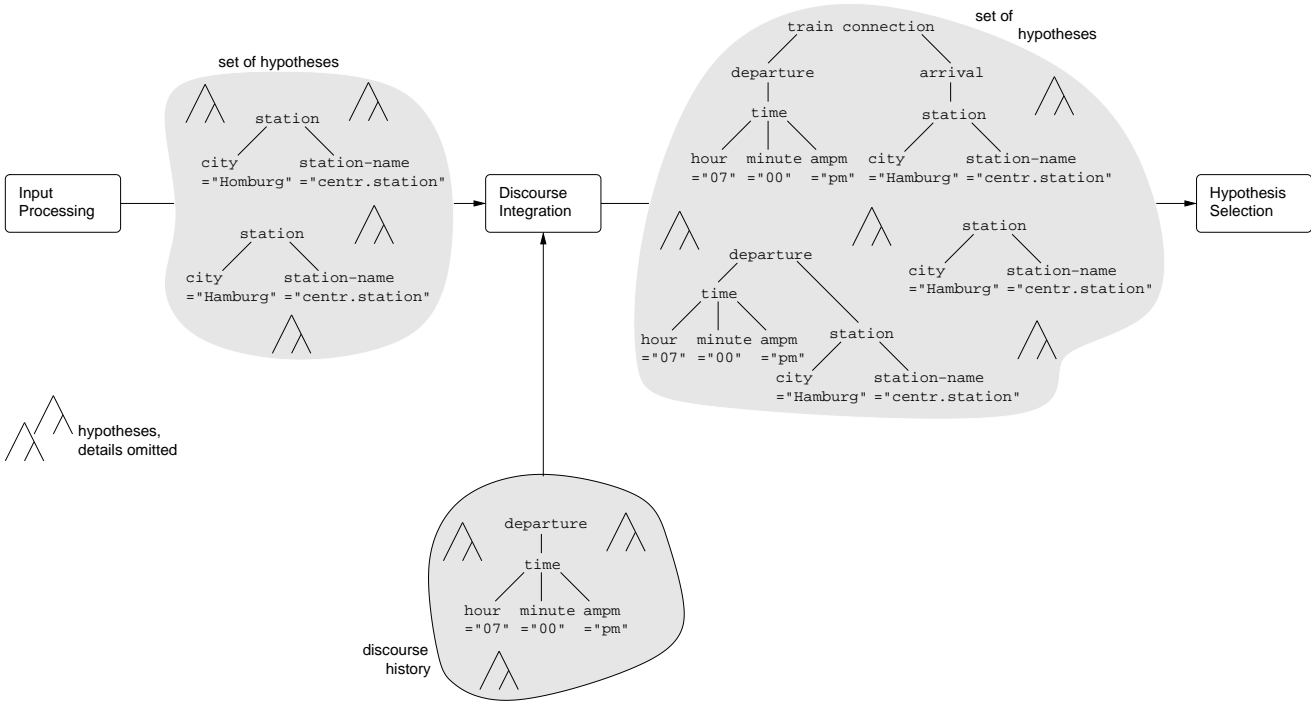 set of hypotheses
station
city station-name
="Homburg" ="centr.station"
station
city station-name
="Hamburg" ="centr.station"
Input
Processing
Discourse
Integration
set of
hypotheses
train connection
departure arrival
time station
hour minute ampm city station-name
="07" ="00" ="pm" ="Hamburg" ="centr.station"
departure
time
hour minute ampm
="07" ="00" ="pm"
station
city station-name
="Hamburg" ="centr.station"
station
city station-name
="Hamburg" ="centr.station"
Hypothesis
Selection
hypotheses,
details omitted
departure
time
hour minute ampm
="07" ="00" ="pm"
discourse
history